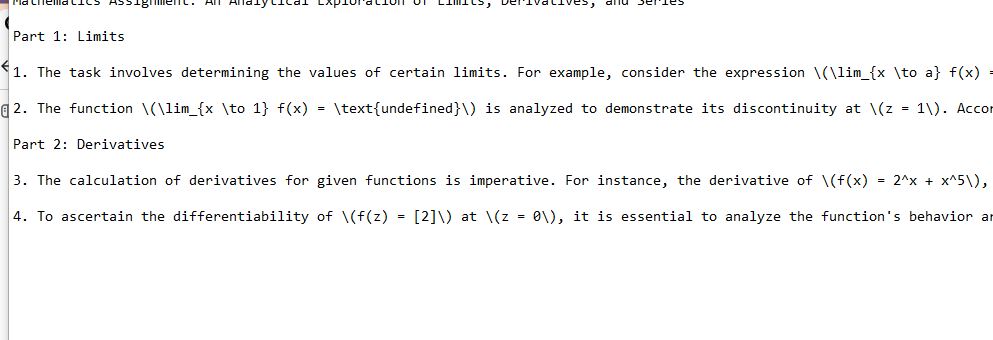 Mathematics Assignment: An Analytical Exploration of Limits, Derivatives, and Series
Part 1: Limits
1. The task involves determining the values of certain limits. For example, consider the expression \(\lim_{x \to a} f(x) =
2. The function \(\lim_{x \to 1} f(x) = \text{undefined}\) is analyzed to demonstrate its discontinuity at \(z = 1\). Accor
Part 2: Derivatives
3. The calculation of derivatives for given functions is imperative. For instance, the derivative of \(f(x) = 2^x + x^5\),
4. To ascertain the differentiability of \(f(z) = [2]\) at \(z = 0\), it is essential to analyze the function's behavior ar